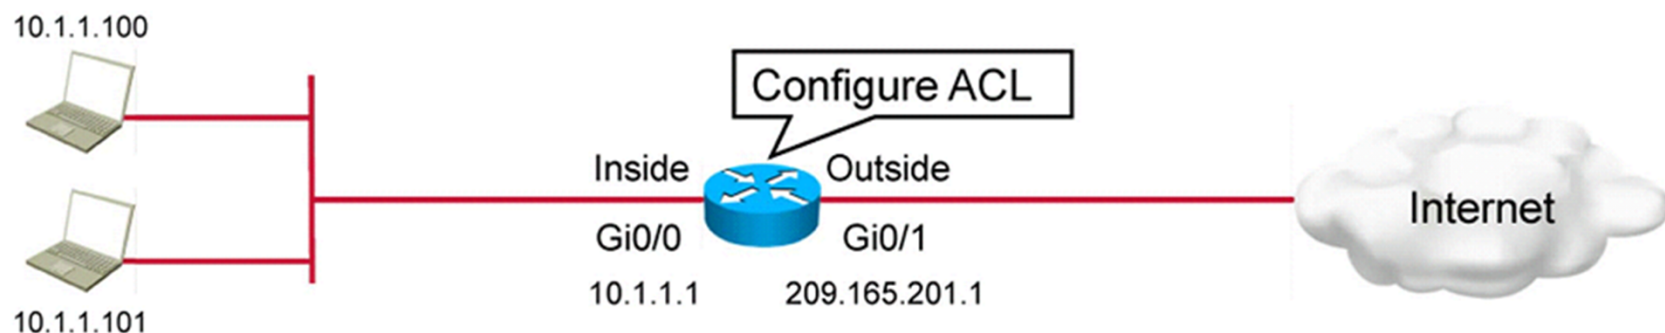 10.1.1.100
Configure ACL
Inside
Outside
Internet
Gi0/0
Gi0/1
10.1.1.1
209.165.201.1
10.1.1.101